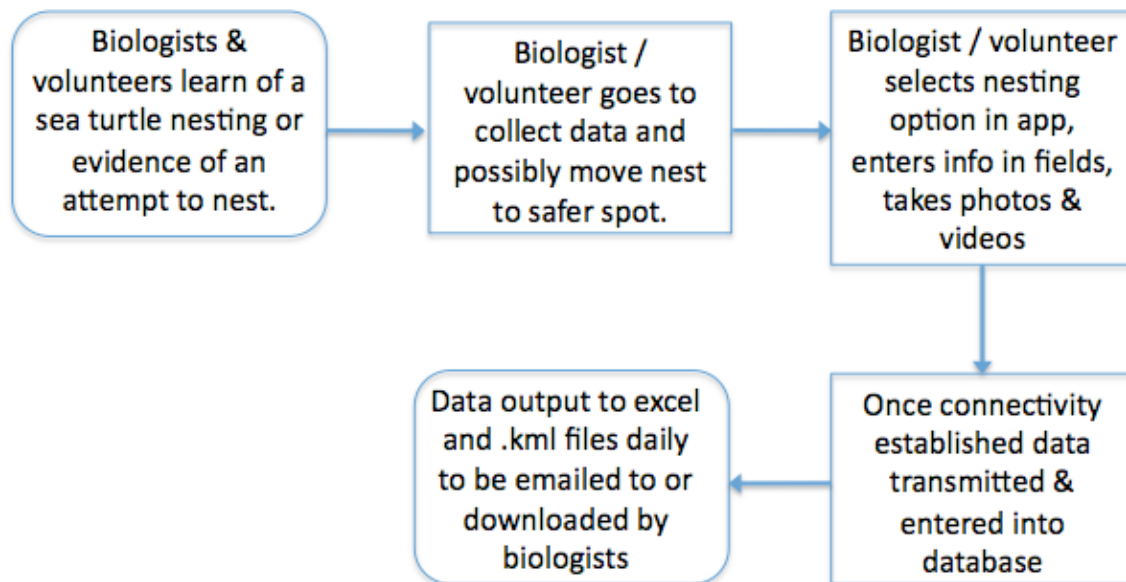 Biologists &
volunteers learn of a
sea turtle nesting or
evidence of an
attempt to nest.
Biologist /
volunteer goes to
collect data and
possibly move nest
to safer spot.
Biologist / volunteer
selects nesting
option in app,
enters info in fields,
takes photos &
videos
Once connectivity
established data
transmitted &
entered into
database
Data output to excel
and .kml files daily
to be emailed to or
downloaded by
biologists